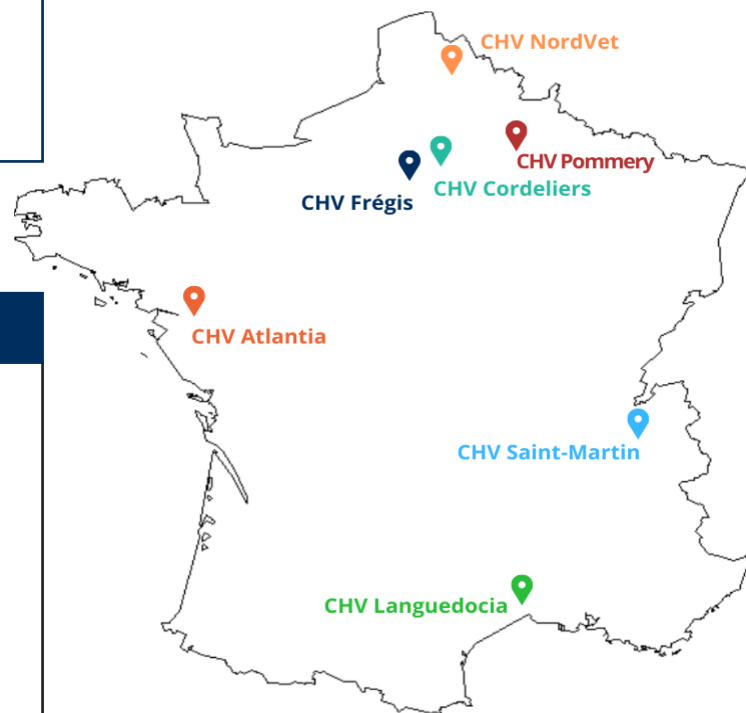 CHV NordVet
CHV Pommery
CHV Cordeliers
CHV Frégis
CHV Atlantia
CHV Saint-Martin
CHV Languedocia